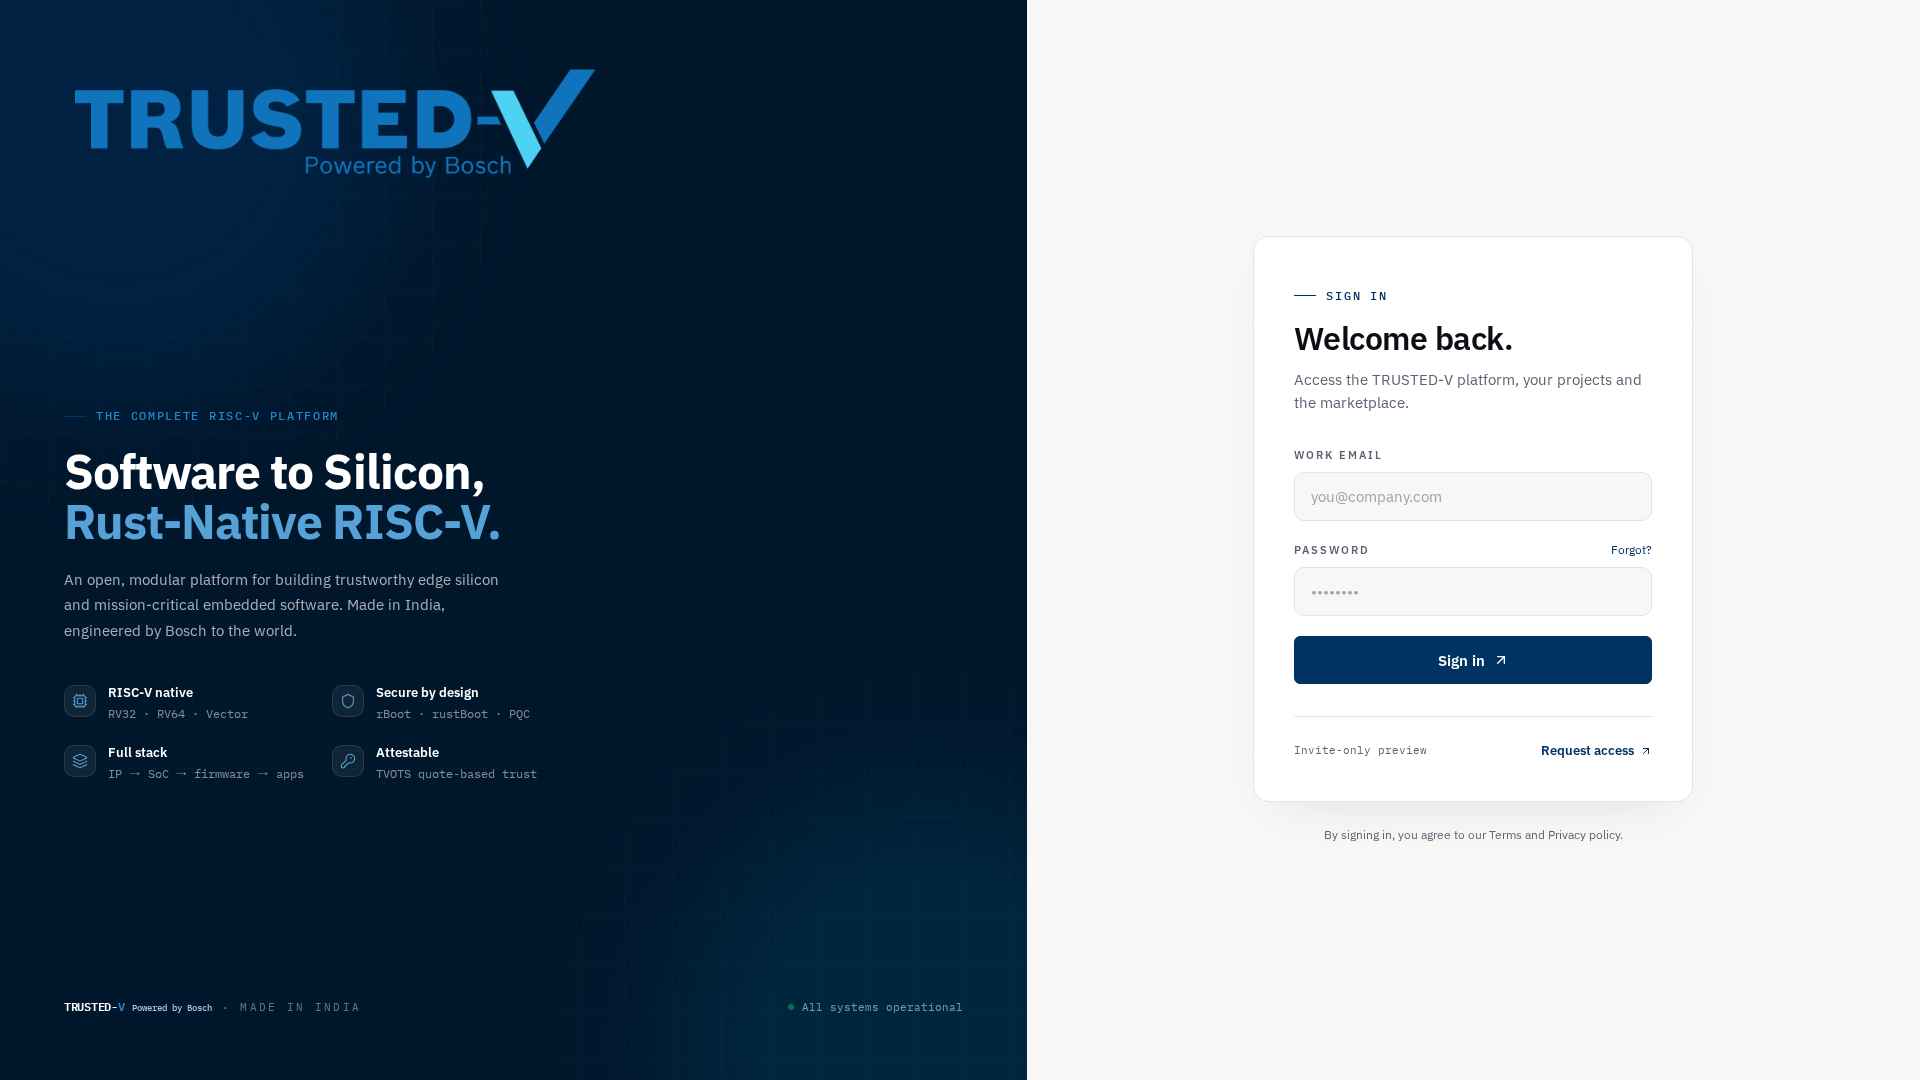 TRUSTED-V
Powered by Bosch
THE COMPLETE RISC-V PLATFORM
Software to Silicon,
Rust-Native RISC-V.
An open, modular platform for building trustworthy edge silicon
and mission-critical embedded software. Made in India,
engineered by Bosch to the world.
RISC-V native
RV32 · RV64 · Vector
Secure by design
rBoot · rustBoot · PQC
Full stack
IP → SoC → firmware → apps
Attestable
TVOTS quote-based trust
TRUSTED-V Powered by Bosch · MADE IN INDIA
All systems operational
SIGN IN
Welcome back.
Access the TRUSTED-V platform, your projects and
the marketplace.
WORK EMAIL
you@company.com
PASSWORD Forgot?
••••••••
Sign in
Invite-only preview Request access
By signing in, you agree to our Terms and Privacy policy.